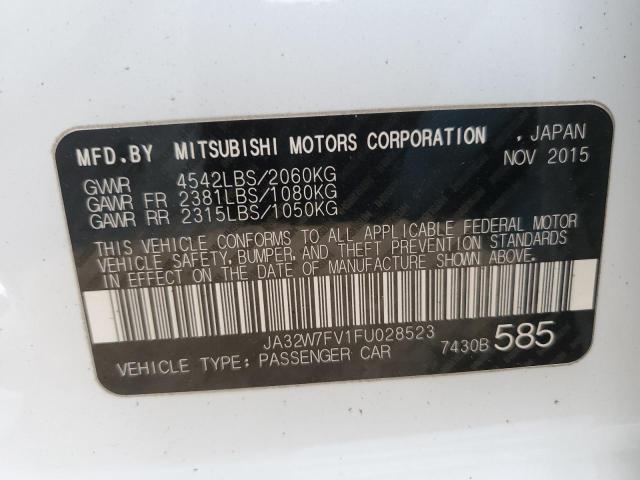 MFD.BY MITSUBISHI MOTORS CORPORATION , JAPAN
NOV 2015
GVWR 4542LBS/2060KG
GAWR FR 2381LBS/1080KG
GAWR RR 2315LBS/1050KG
THIS VEHICLE CONFORMS TO ALL APPLICABLE FEDERAL MOTOR
VEHICLE SAFETY, BUMPER, AND THEFT PREVENTION STANDARDS
IN EFFECT ON THE DATE OF MANUFACTURE SHOWN ABOVE.
JA32W7FV1FU028523
VEHICLE TYPE: PASSENGER CAR 7430B 585